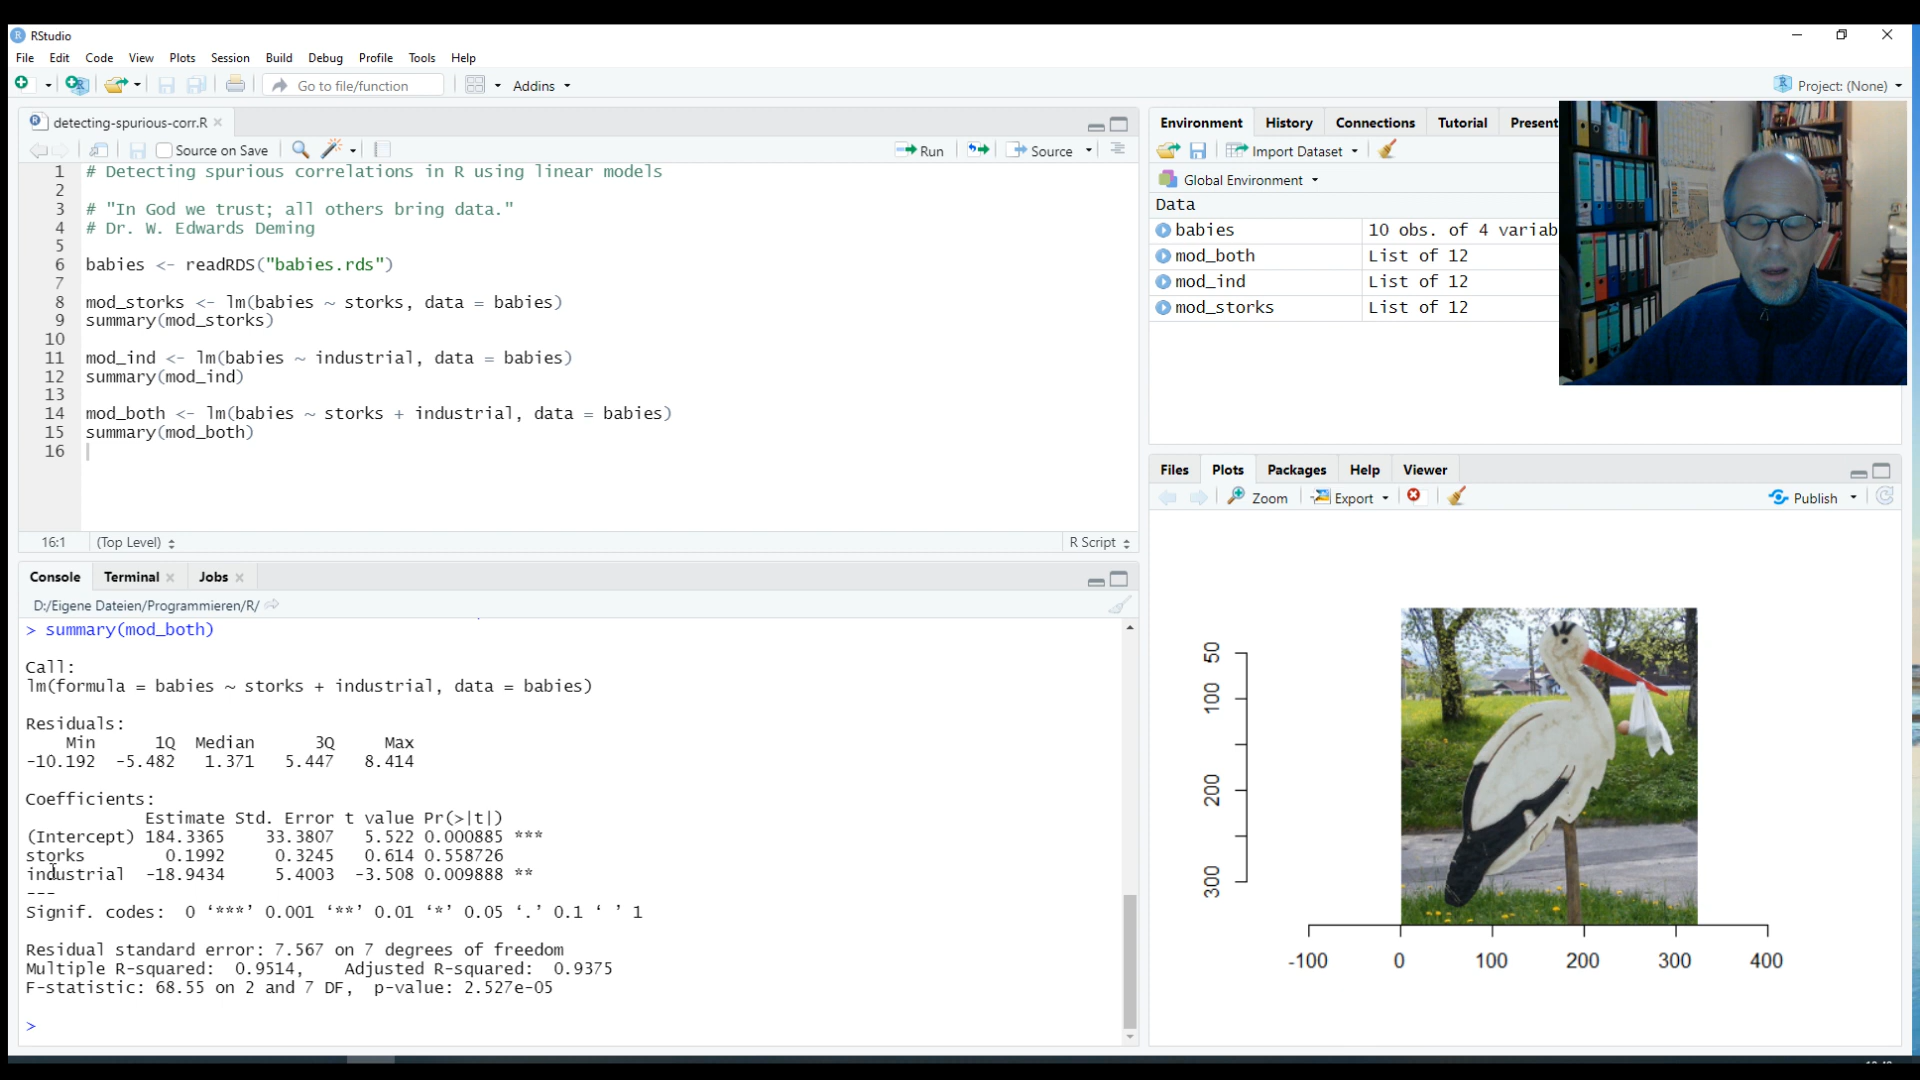 RStudio
File Edit Code View Plots Session Build Debug Profile Tools Help
Go to file/function Addins Project: (None)
detecting-spurious-corr.R
Source on Save Run Source
1 # Detecting spurious correlations in R using linear models
2
3 # "In God we trust; all others bring data."
4 # Dr. W. Edwards Deming
5
6 babies <- readRDS("babies.rds")
7
8 mod_storks <- lm(babies ~ storks, data = babies)
9 summary(mod_storks)
10
11 mod_ind <- lm(babies ~ industrial, data = babies)
12 summary(mod_ind)
13
14 mod_both <- lm(babies ~ storks + industrial, data = babies)
15 summary(mod_both)
16
16:1 (Top Level) R Script
Console Terminal Jobs
D:/Eigene Dateien/Programmieren/R/
> summary(mod_both)
Call:
lm(formula = babies ~ storks + industrial, data = babies)
Residuals:
Min 1Q Median 3Q Max
-10.192 -5.482 1.371 5.447 8.414
Coefficients:
Estimate Std. Error t value Pr(>|t|)
(Intercept) 184.3365 33.3807 5.522 0.000885 ***
storks 0.1992 0.3245 0.614 0.558726
industrial -18.9434 5.4003 -3.508 0.009888 **
---
Signif. codes: 0 ‘***’ 0.001 ‘**’ 0.01 ‘*’ 0.05 ‘.’ 0.1 ‘ ’ 1
Residual standard error: 7.567 on 7 degrees of freedom
Multiple R-squared: 0.9514, Adjusted R-squared: 0.9375
F-statistic: 68.55 on 2 and 7 DF, p-value: 2.527e-05
>
Environment History Connections Tutorial Present
Import Dataset
Global Environment
Data
babies 10 obs. of 4 variab
mod_both List of 12
mod_ind List of 12
mod_storks List of 12
Files Plots Packages Help Viewer
Zoom Export Publish
50
100
200
300
-100 0 100 200 300 400